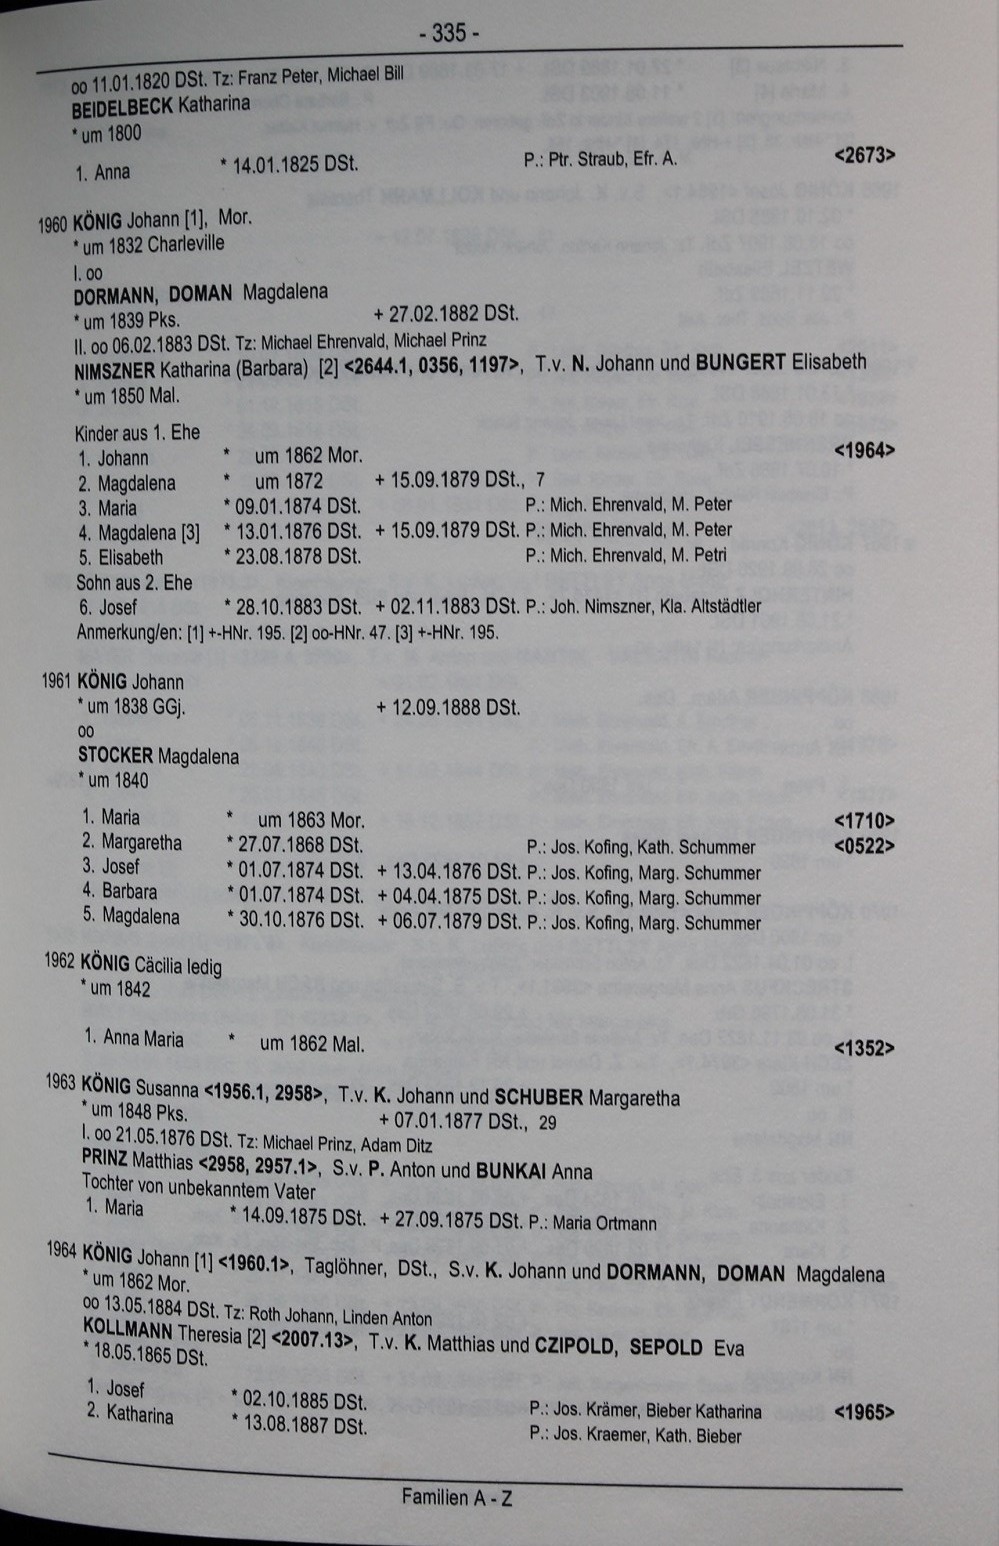 - 335 -
oo 11.01.1820 DSt. Tz: Franz Peter, Michael Bill
BEIDELBECK Katharina
* um 1800
1. Anna * 14.01.1825 DSt. P.: Ptr. Straub, Efr. A. <2673>
1960 KÖNIG Johann [1], Mor.
* um 1832 Charleville
I. oo
DORMANN, DOMAN Magdalena
* um 1839 Pks. + 27.02.1882 DSt.
II. oo 06.02.1883 DSt. Tz: Michael Ehrenvald, Michael Prinz
NIMSZNER Katharina (Barbara) [2] <2644.1, 0356, 1197>, T.v. N. Johann und BUNGERT Elisabeth
* um 1850 Mal.
Kinder aus 1. Ehe
1. Johann * um 1862 Mor. <1964>
2. Magdalena * um 1872 + 15.09.1879 DSt., 7
3. Maria * 09.01.1874 DSt. P.: Mich. Ehrenvald, M. Peter
4. Magdalena [3] * 13.01.1876 DSt. + 15.09.1879 DSt. P.: Mich. Ehrenvald, M. Peter
5. Elisabeth * 23.08.1878 DSt. P.: Mich. Ehrenvald, M. Petri
Sohn aus 2. Ehe
6. Josef * 28.10.1883 DSt. + 02.11.1883 DSt. P.: Joh. Nimszner, Kla. Altstädtler
Anmerkung/en: [1] +-HNr. 195. [2] oo-HNr. 47. [3] +-HNr. 195.
1961 KÖNIG Johann
* um 1838 GGj. + 12.09.1888 DSt.
oo
STOCKER Magdalena
* um 1840
1. Maria * um 1863 Mor. <1710>
2. Margaretha * 27.07.1868 DSt. P.: Jos. Kofing, Kath. Schummer <0522>
3. Josef * 01.07.1874 DSt. + 13.04.1876 DSt. P.: Jos. Kofing, Marg. Schummer
4. Barbara * 01.07.1874 DSt. + 04.04.1875 DSt. P.: Jos. Kofing, Marg. Schummer
5. Magdalena * 30.10.1876 DSt. + 06.07.1879 DSt. P.: Jos. Kofing, Marg. Schummer
1962 KÖNIG Cäcilia ledig
* um 1842
1. Anna Maria * um 1862 Mal. <1352>
1963 KÖNIG Susanna <1956.1, 2958>, T.v. K. Johann und SCHUBER Margaretha
* um 1848 Pks. + 07.01.1877 DSt., 29
I. oo 21.05.1876 DSt. Tz: Michael Prinz, Adam Ditz
PRINZ Matthias <2958, 2957.1>, S.v. P. Anton und BUNKAI Anna
Tochter von unbekanntem Vater
1. Maria * 14.09.1875 DSt. + 27.09.1875 DSt. P.: Maria Ortmann
1964 KÖNIG Johann [1] <1960.1>, Taglöhner, DSt., S.v. K. Johann und DORMANN, DOMAN Magdalena
* um 1862 Mor.
oo 13.05.1884 DSt. Tz: Roth Johann, Linden Anton
KOLLMANN Theresia [2] <2007.13>, T.v. K. Matthias und CZIPOLD, SEPOLD Eva
* 18.05.1865 DSt.
1. Josef * 02.10.1885 DSt. P.: Jos. Krämer, Bieber Katharina <1965>
2. Katharina * 13.08.1887 DSt. P.: Jos. Kraemer, Kath. Bieber
Familien A - Z